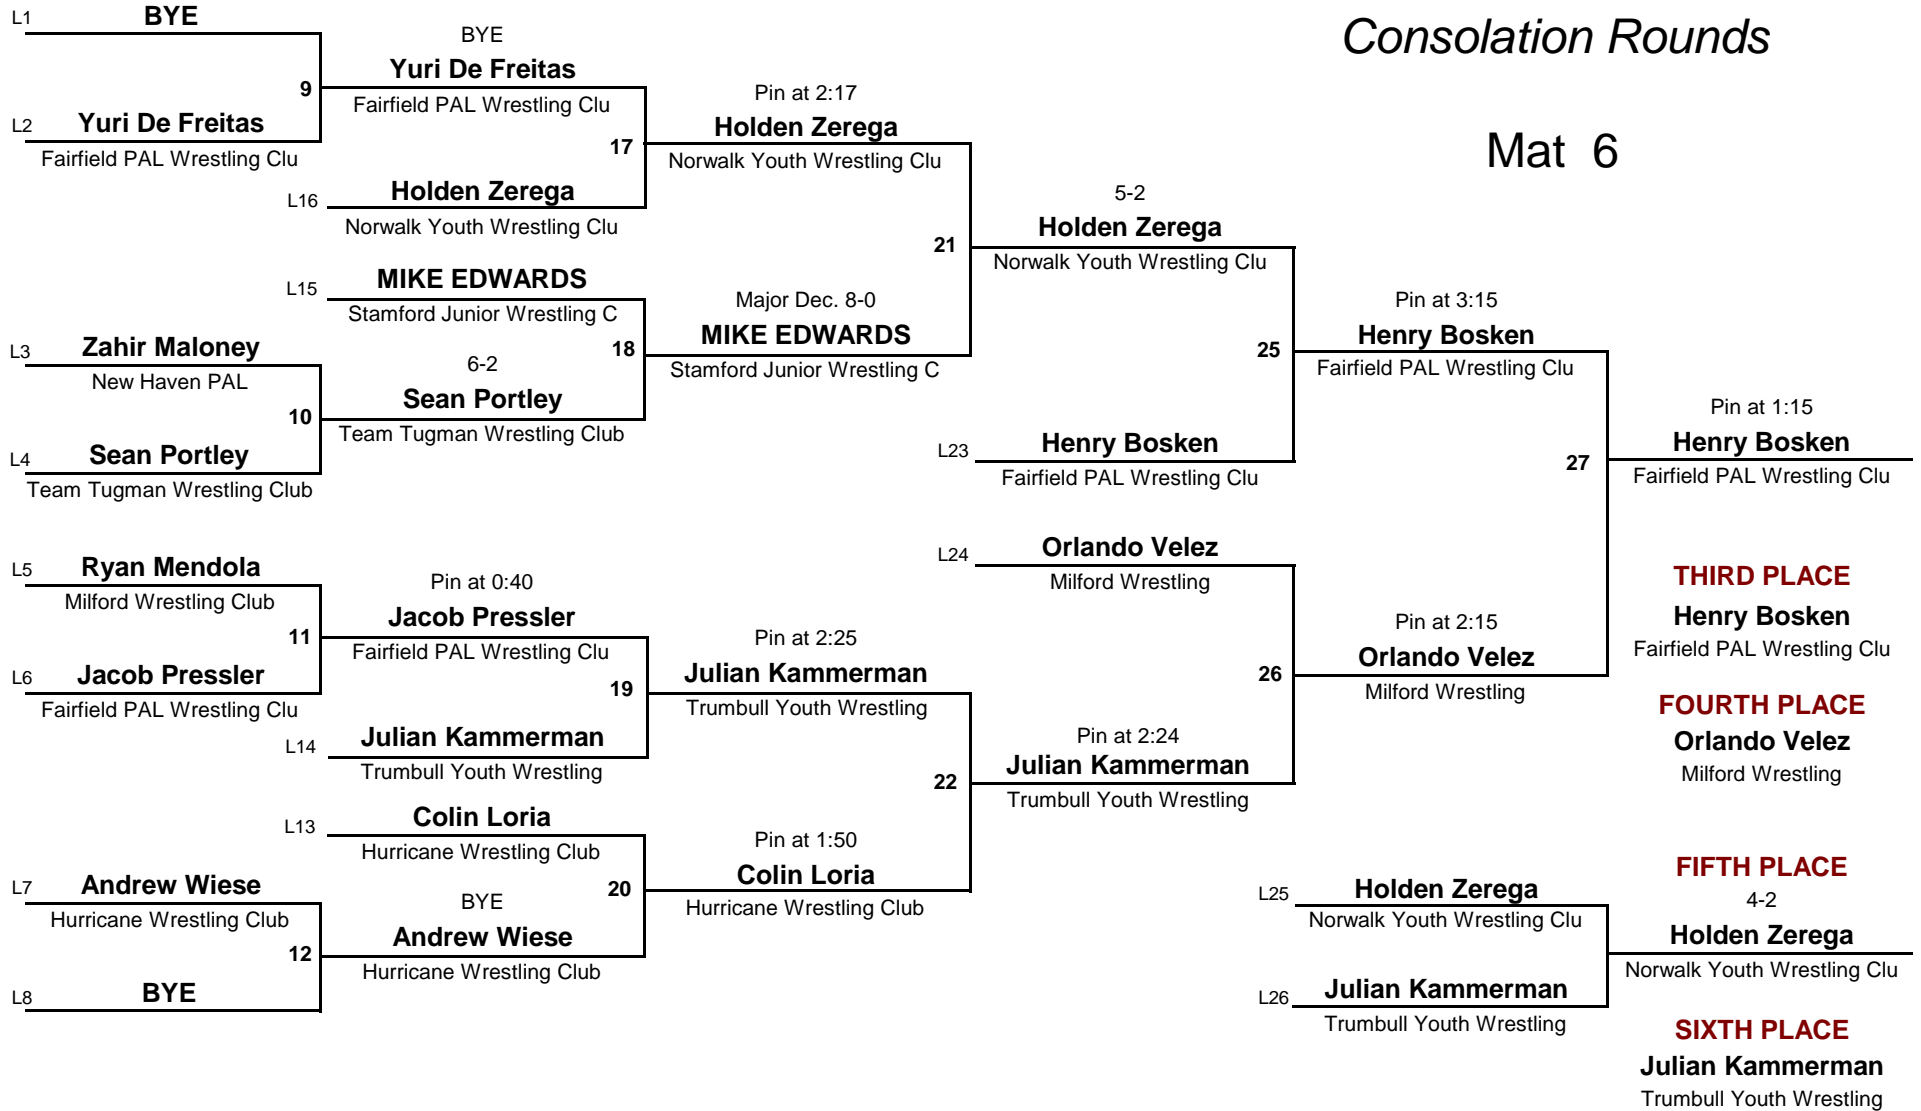 Consolation Rounds
Mat 6
L1 BYE
9
L2 Yuri De Freitas
Fairfield PAL Wrestling Clu
BYE
Yuri De Freitas
Fairfield PAL Wrestling Clu
17
L16 Holden Zerega
Norwalk Youth Wrestling Clu
Pin at 2:17
Holden Zerega
Norwalk Youth Wrestling Clu
21
L15 MIKE EDWARDS
Stamford Junior Wrestling C
18
L3 Zahir Maloney
New Haven PAL
10
L4 Sean Portley
Team Tugman Wrestling Club
6-2
Sean Portley
Team Tugman Wrestling Club
Major Dec. 8-0
MIKE EDWARDS
Stamford Junior Wrestling C
5-2
Holden Zerega
Norwalk Youth Wrestling Clu
25
L23 Henry Bosken
Fairfield PAL Wrestling Clu
Pin at 3:15
Henry Bosken
Fairfield PAL Wrestling Clu
27
Pin at 1:15
Henry Bosken
Fairfield PAL Wrestling Clu
L5 Ryan Mendola
Milford Wrestling Club
11
L6 Jacob Pressler
Fairfield PAL Wrestling Clu
Pin at 0:40
Jacob Pressler
Fairfield PAL Wrestling Clu
19
L14 Julian Kammerman
Trumbull Youth Wrestling
Pin at 2:25
Julian Kammerman
Trumbull Youth Wrestling
22
L13 Colin Loria
Hurricane Wrestling Club
20
L7 Andrew Wiese
Hurricane Wrestling Club
12
L8 BYE
BYE
Andrew Wiese
Hurricane Wrestling Club
Pin at 1:50
Colin Loria
Hurricane Wrestling Club
L24 Orlando Velez
Milford Wrestling
26
Pin at 2:24
Julian Kammerman
Trumbull Youth Wrestling
Pin at 2:15
Orlando Velez
Milford Wrestling
THIRD PLACE
Henry Bosken
Fairfield PAL Wrestling Clu
FOURTH PLACE
Orlando Velez
Milford Wrestling
L25 Holden Zerega
Norwalk Youth Wrestling Clu
L26 Julian Kammerman
Trumbull Youth Wrestling
FIFTH PLACE
4-2
Holden Zerega
Norwalk Youth Wrestling Clu
SIXTH PLACE
Julian Kammerman
Trumbull Youth Wrestling